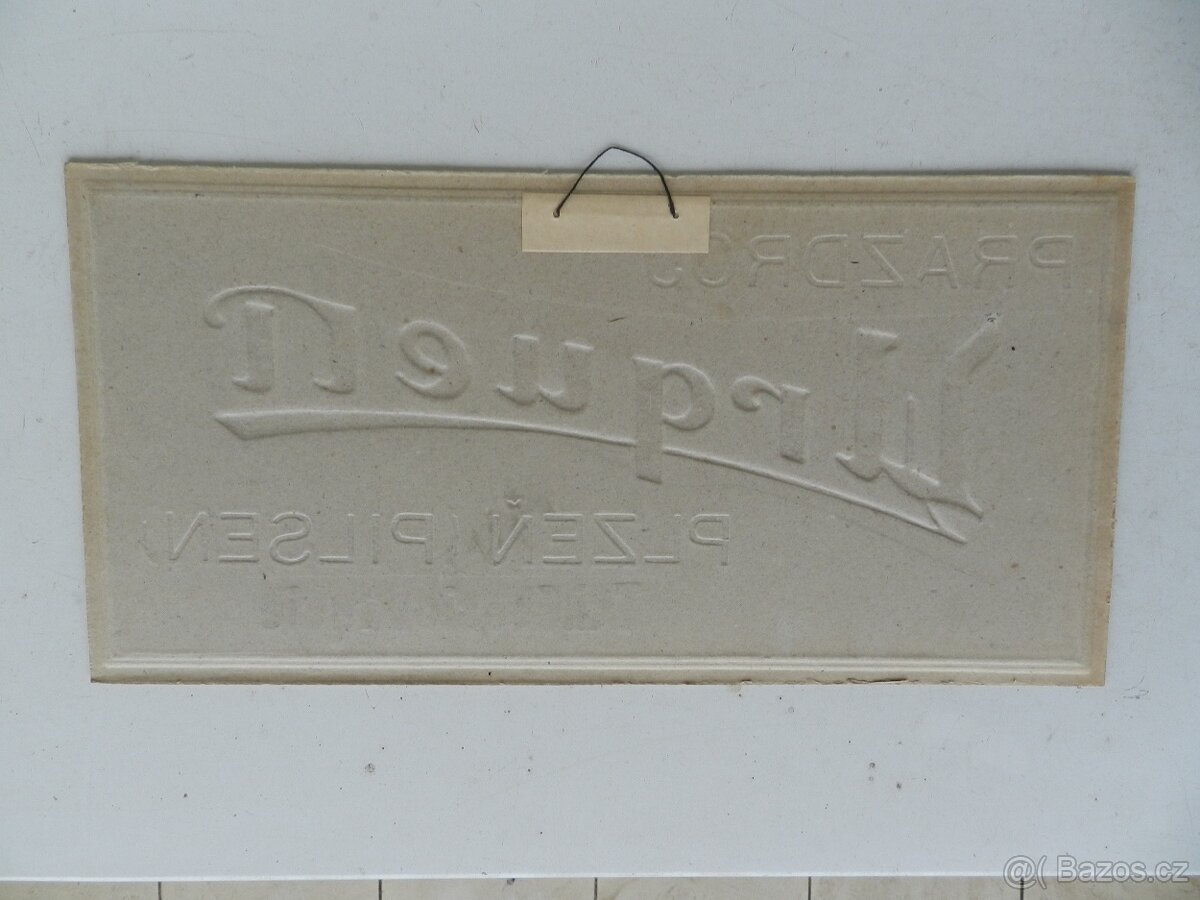 PRAZDROJ
Urquell
PLZEŇ (PILSEN)
@( Bazos.cz